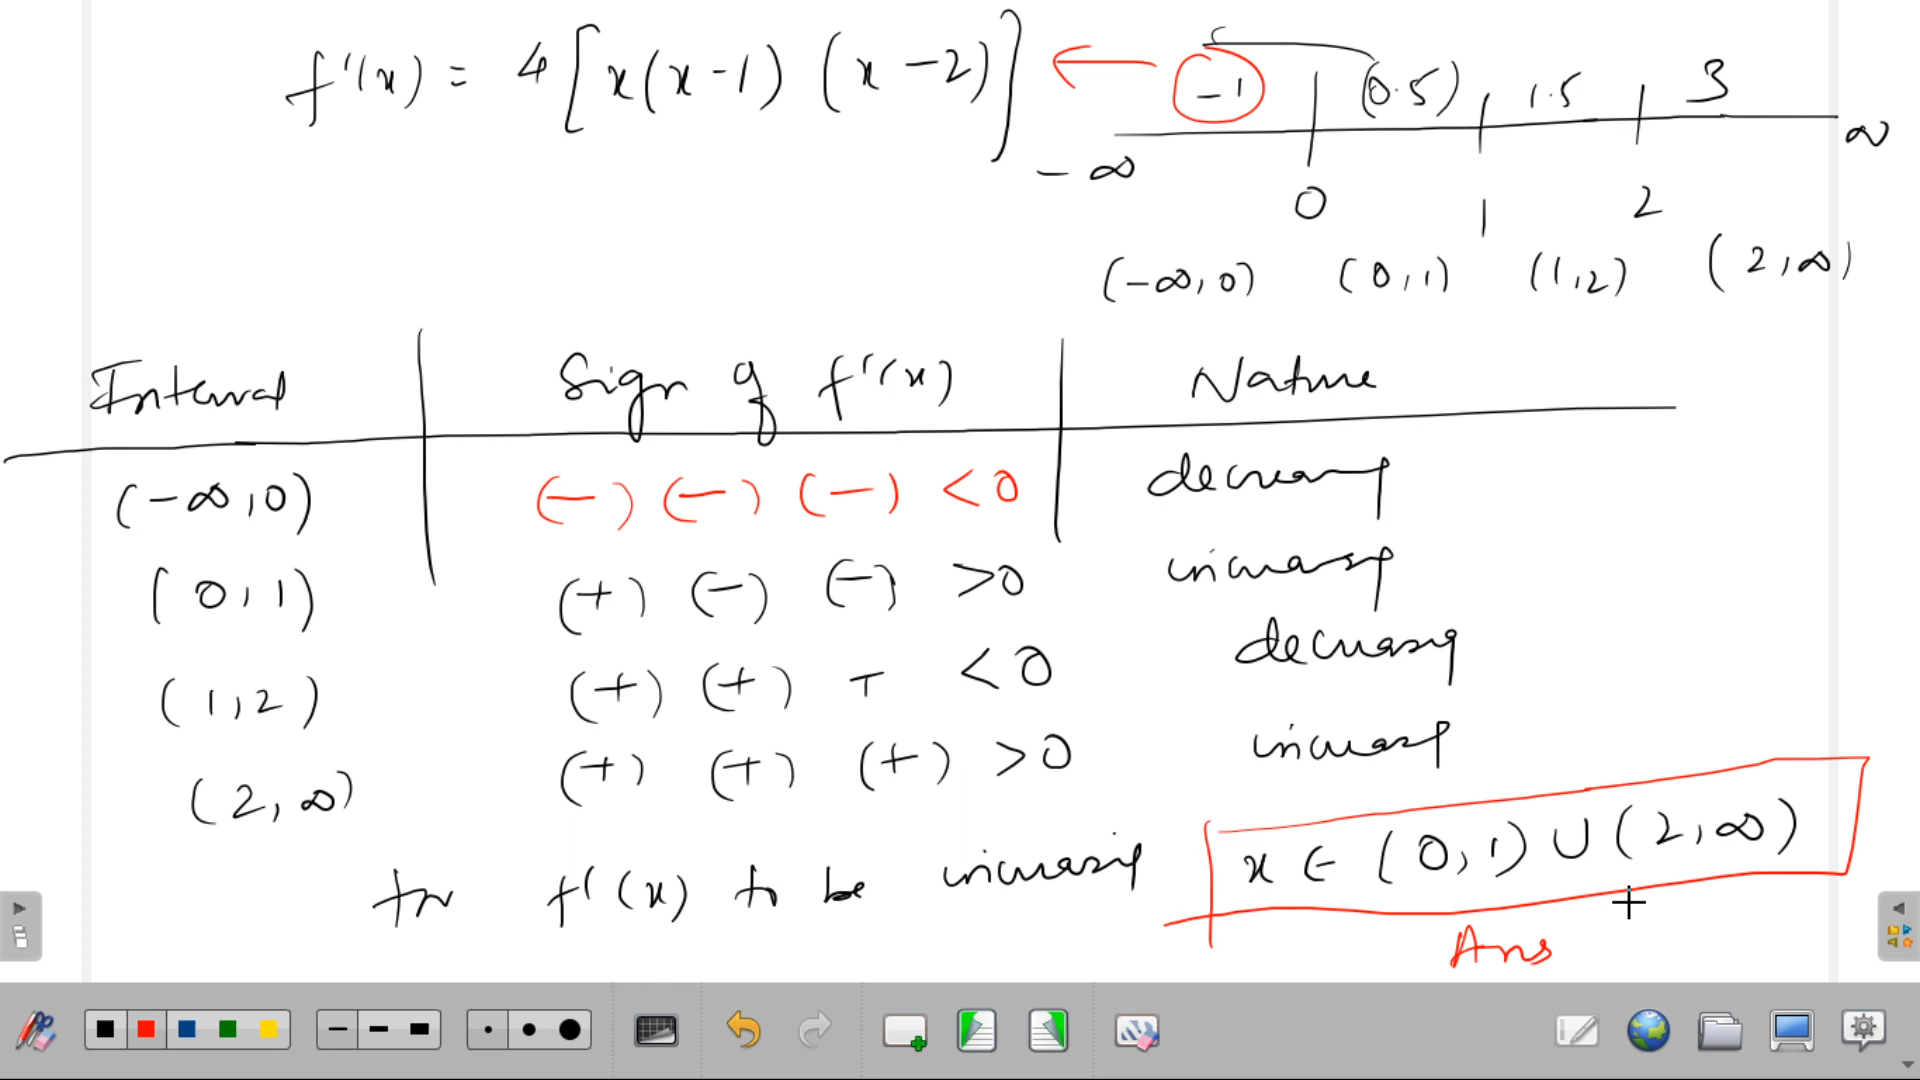 f'(x) = 4[x(x-1) (x-2)]
-1 (0.5) 1.5 3
-∞ 0 1 2 ∞
(-∞,0) (0,1) (1,2) (2,∞)
Interval Sign of f'(x) Nature
(-∞,0) (-) (-) (-) <0 decreasing
(0,1) (+) (-) (-) >0 increasing
(1,2) (+) (+) - <0 decreasing
(2,∞) (+) (+) (+) >0 increasing
for f'(x) to be increasing x ∈ (0,1) ∪ (2,∞)
Ans